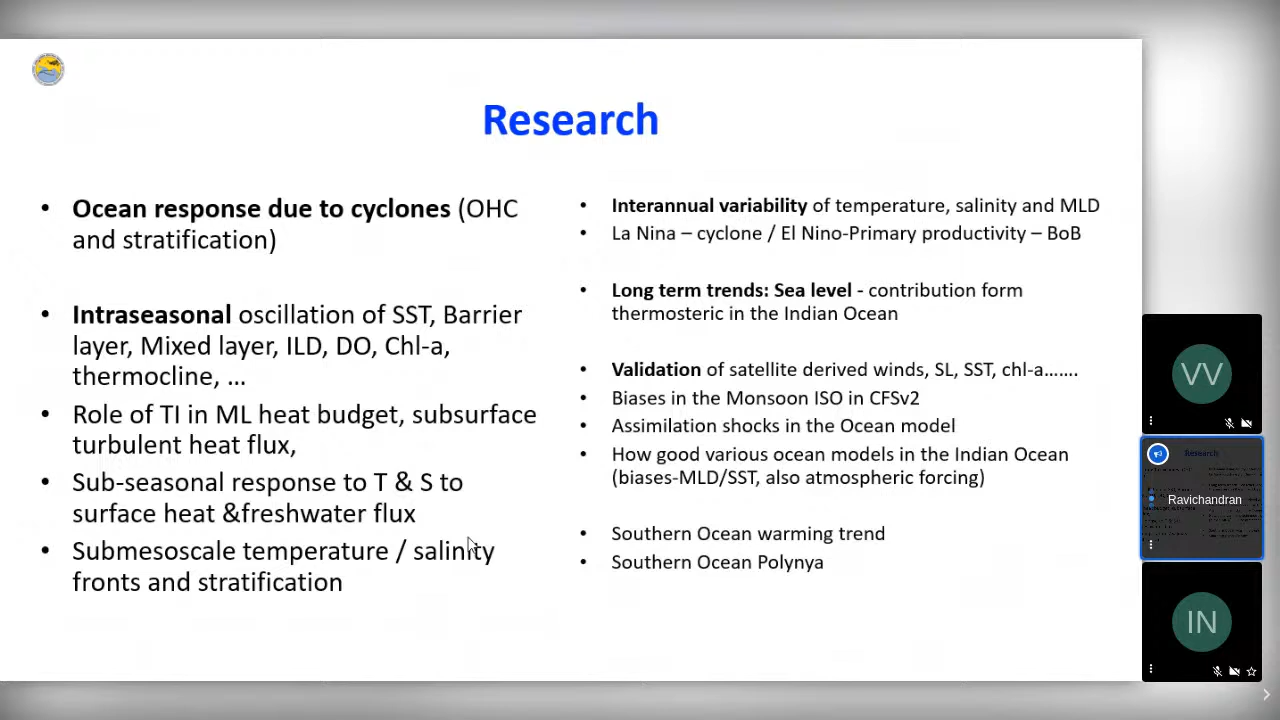 Research
• Ocean response due to cyclones (OHC
and stratification)
• Intraseasonal oscillation of SST, Barrier
layer, Mixed layer, ILD, DO, Chl-a,
thermocline, ...
• Role of TI in ML heat budget, subsurface
turbulent heat flux,
• Sub-seasonal response to T & S to
surface heat &freshwater flux
• Submesoscale temperature / salinity
fronts and stratification
• Interannual variability of temperature, salinity and MLD
• La Nina – cyclone / El Nino-Primary productivity – BoB
• Long term trends: Sea level - contribution form
thermosteric in the Indian Ocean
• Validation of satellite derived winds, SL, SST, chl-a.......
• Biases in the Monsoon ISO in CFSv2
• Assimilation shocks in the Ocean model
• How good various ocean models in the Indian Ocean
(biases-MLD/SST, also atmospheric forcing)
• Southern Ocean warming trend
• Southern Ocean Polynya
VV
Research
Ravichandran
IN